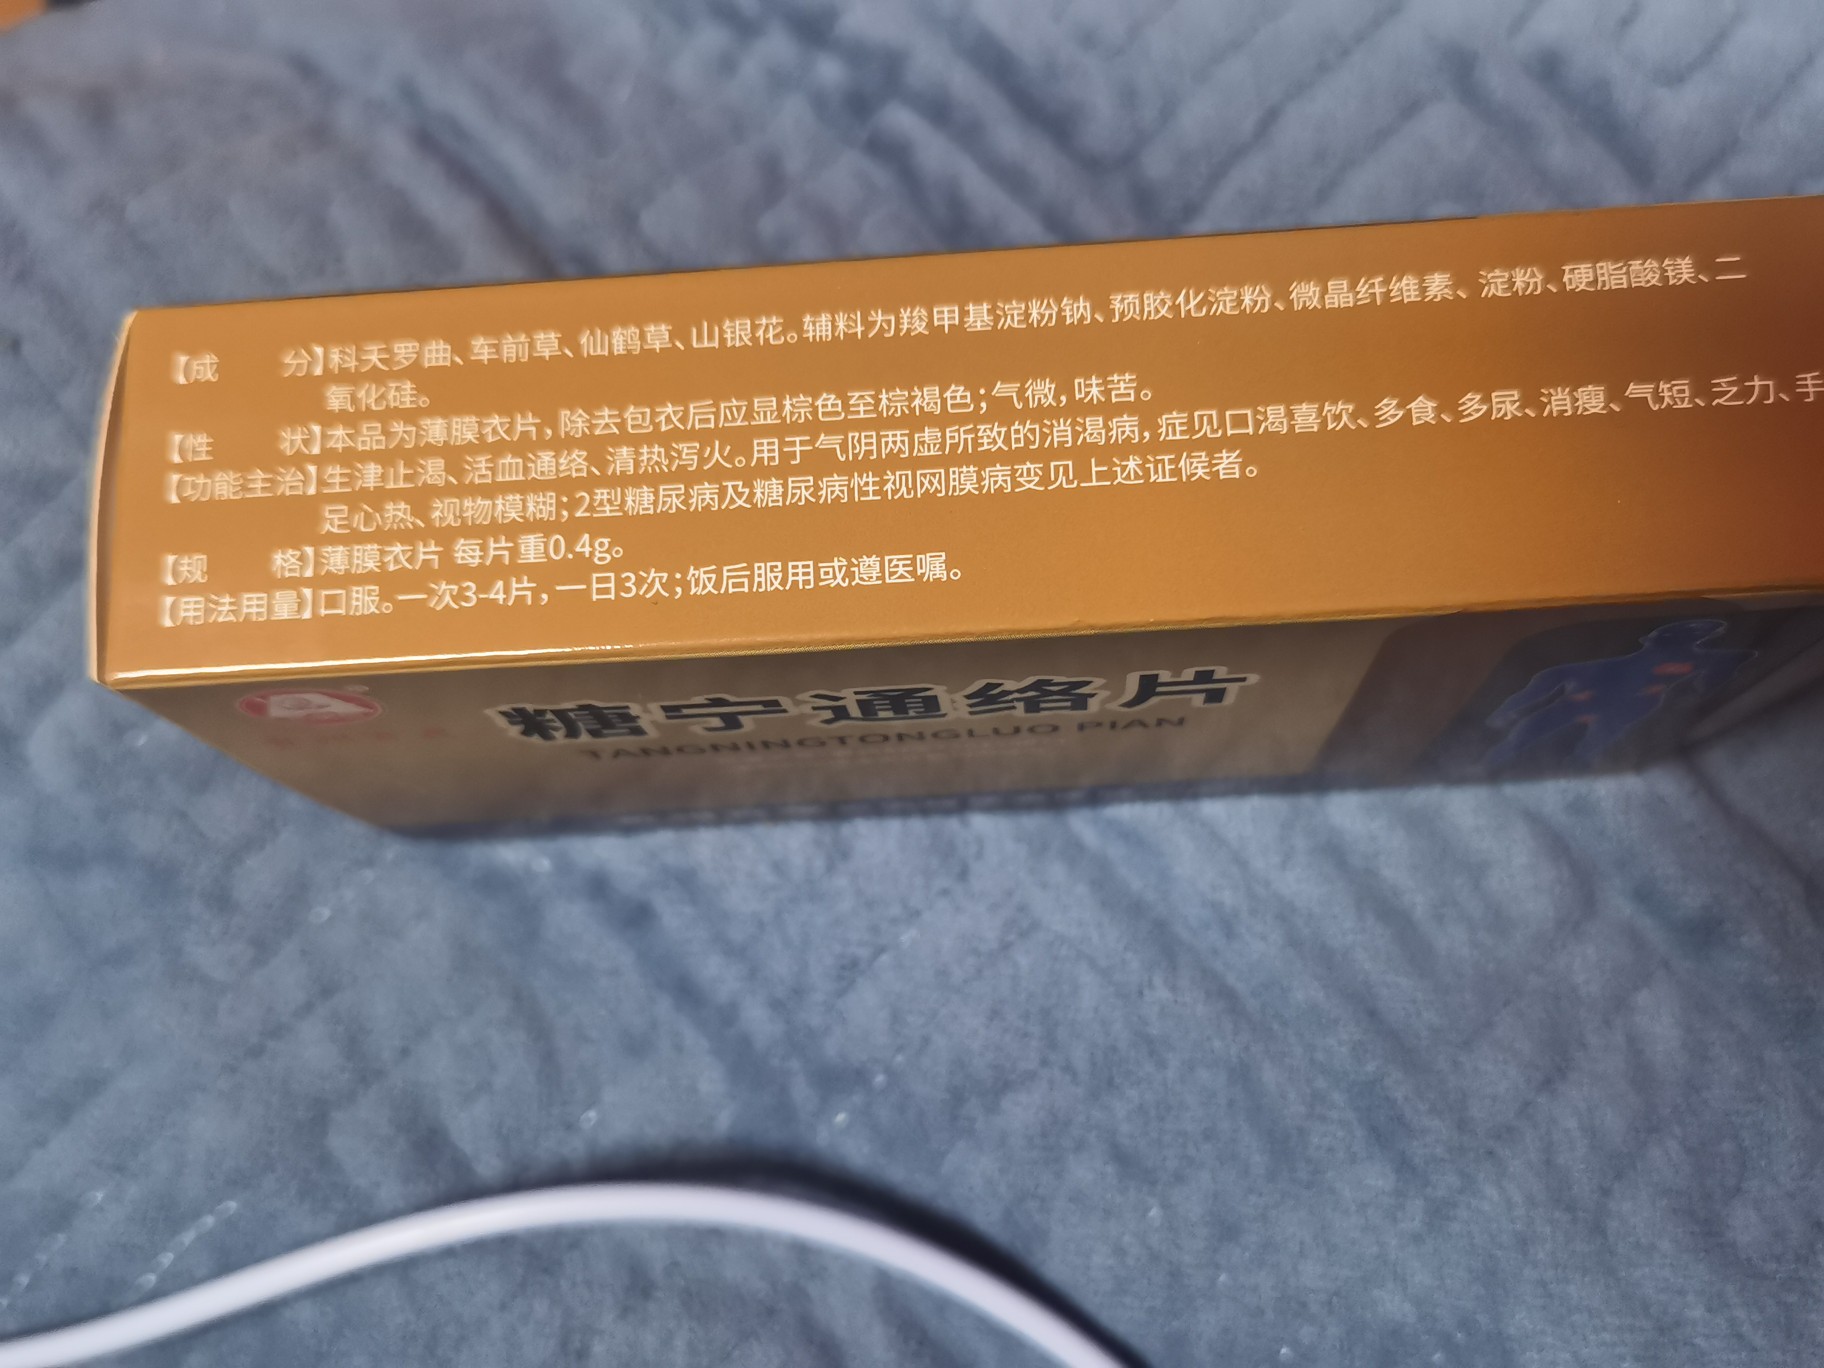 【成　　分】科天罗曲、车前草、仙鹤草、山银花。辅料为羧甲基淀粉钠、预胶化淀粉、微晶纤维素、淀粉、硬脂酸镁、二
氧化硅。
【性　　状】本品为薄膜衣片，除去包衣后应显棕色至棕褐色；气微，味苦。
【功能主治】生津止渴、活血通络、清热泻火。用于气阴两虚所致的消渴病，症见口渴喜饮、多食、多尿、消瘦、气短、乏力、手
足心热、视物模糊；2型糖尿病及糖尿病性视网膜病变见上述证候者。
【规　　格】薄膜衣片 每片重0.4g。
【用法用量】口服。一次3-4片，一日3次；饭后服用或遵医嘱。
糖宁通络片
TANGNINGTONGLUO PIAN